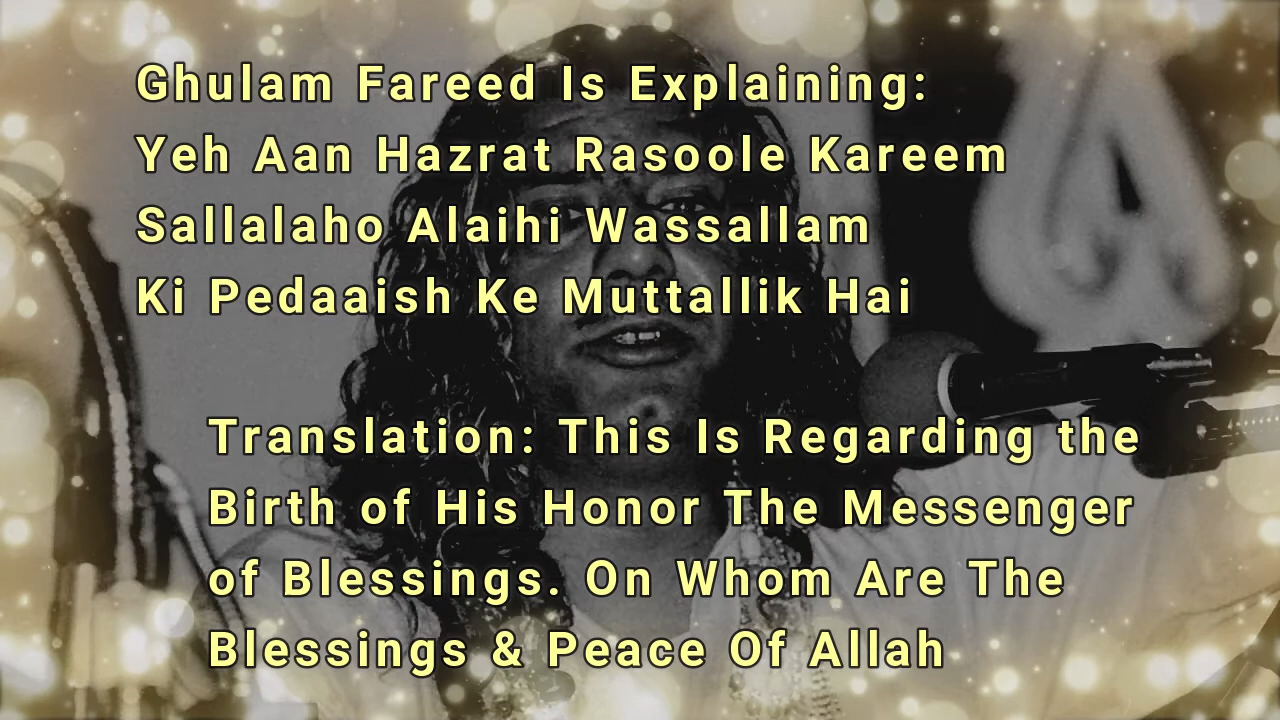 Ghulam Fareed Is Explaining:
Yeh Aan Hazrat Rasoole Kareem
Sallalaho Alaihi Wassallam
Ki Pedaaish Ke Muttallik Hai
Translation: This Is Regarding the
Birth of His Honor The Messenger
of Blessings. On Whom Are The
Blessings & Peace Of Allah